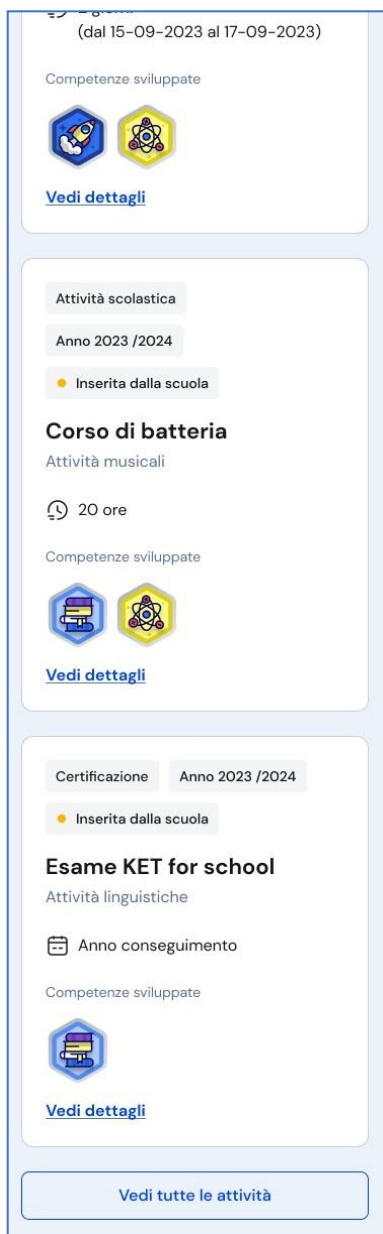 (dal 15-09-2023 al 17-09-2023)
Competenze sviluppate
Vedi dettagli
Attività scolastica
Anno 2023 /2024
Inserita dalla scuola
Corso di batteria
Attività musicali
20 ore
Competenze sviluppate
Vedi dettagli
Certificazione Anno 2023 /2024
Inserita dalla scuola
Esame KET for school
Attività linguistiche
Anno conseguimento
Competenze sviluppate
Vedi dettagli
Vedi tutte le attività